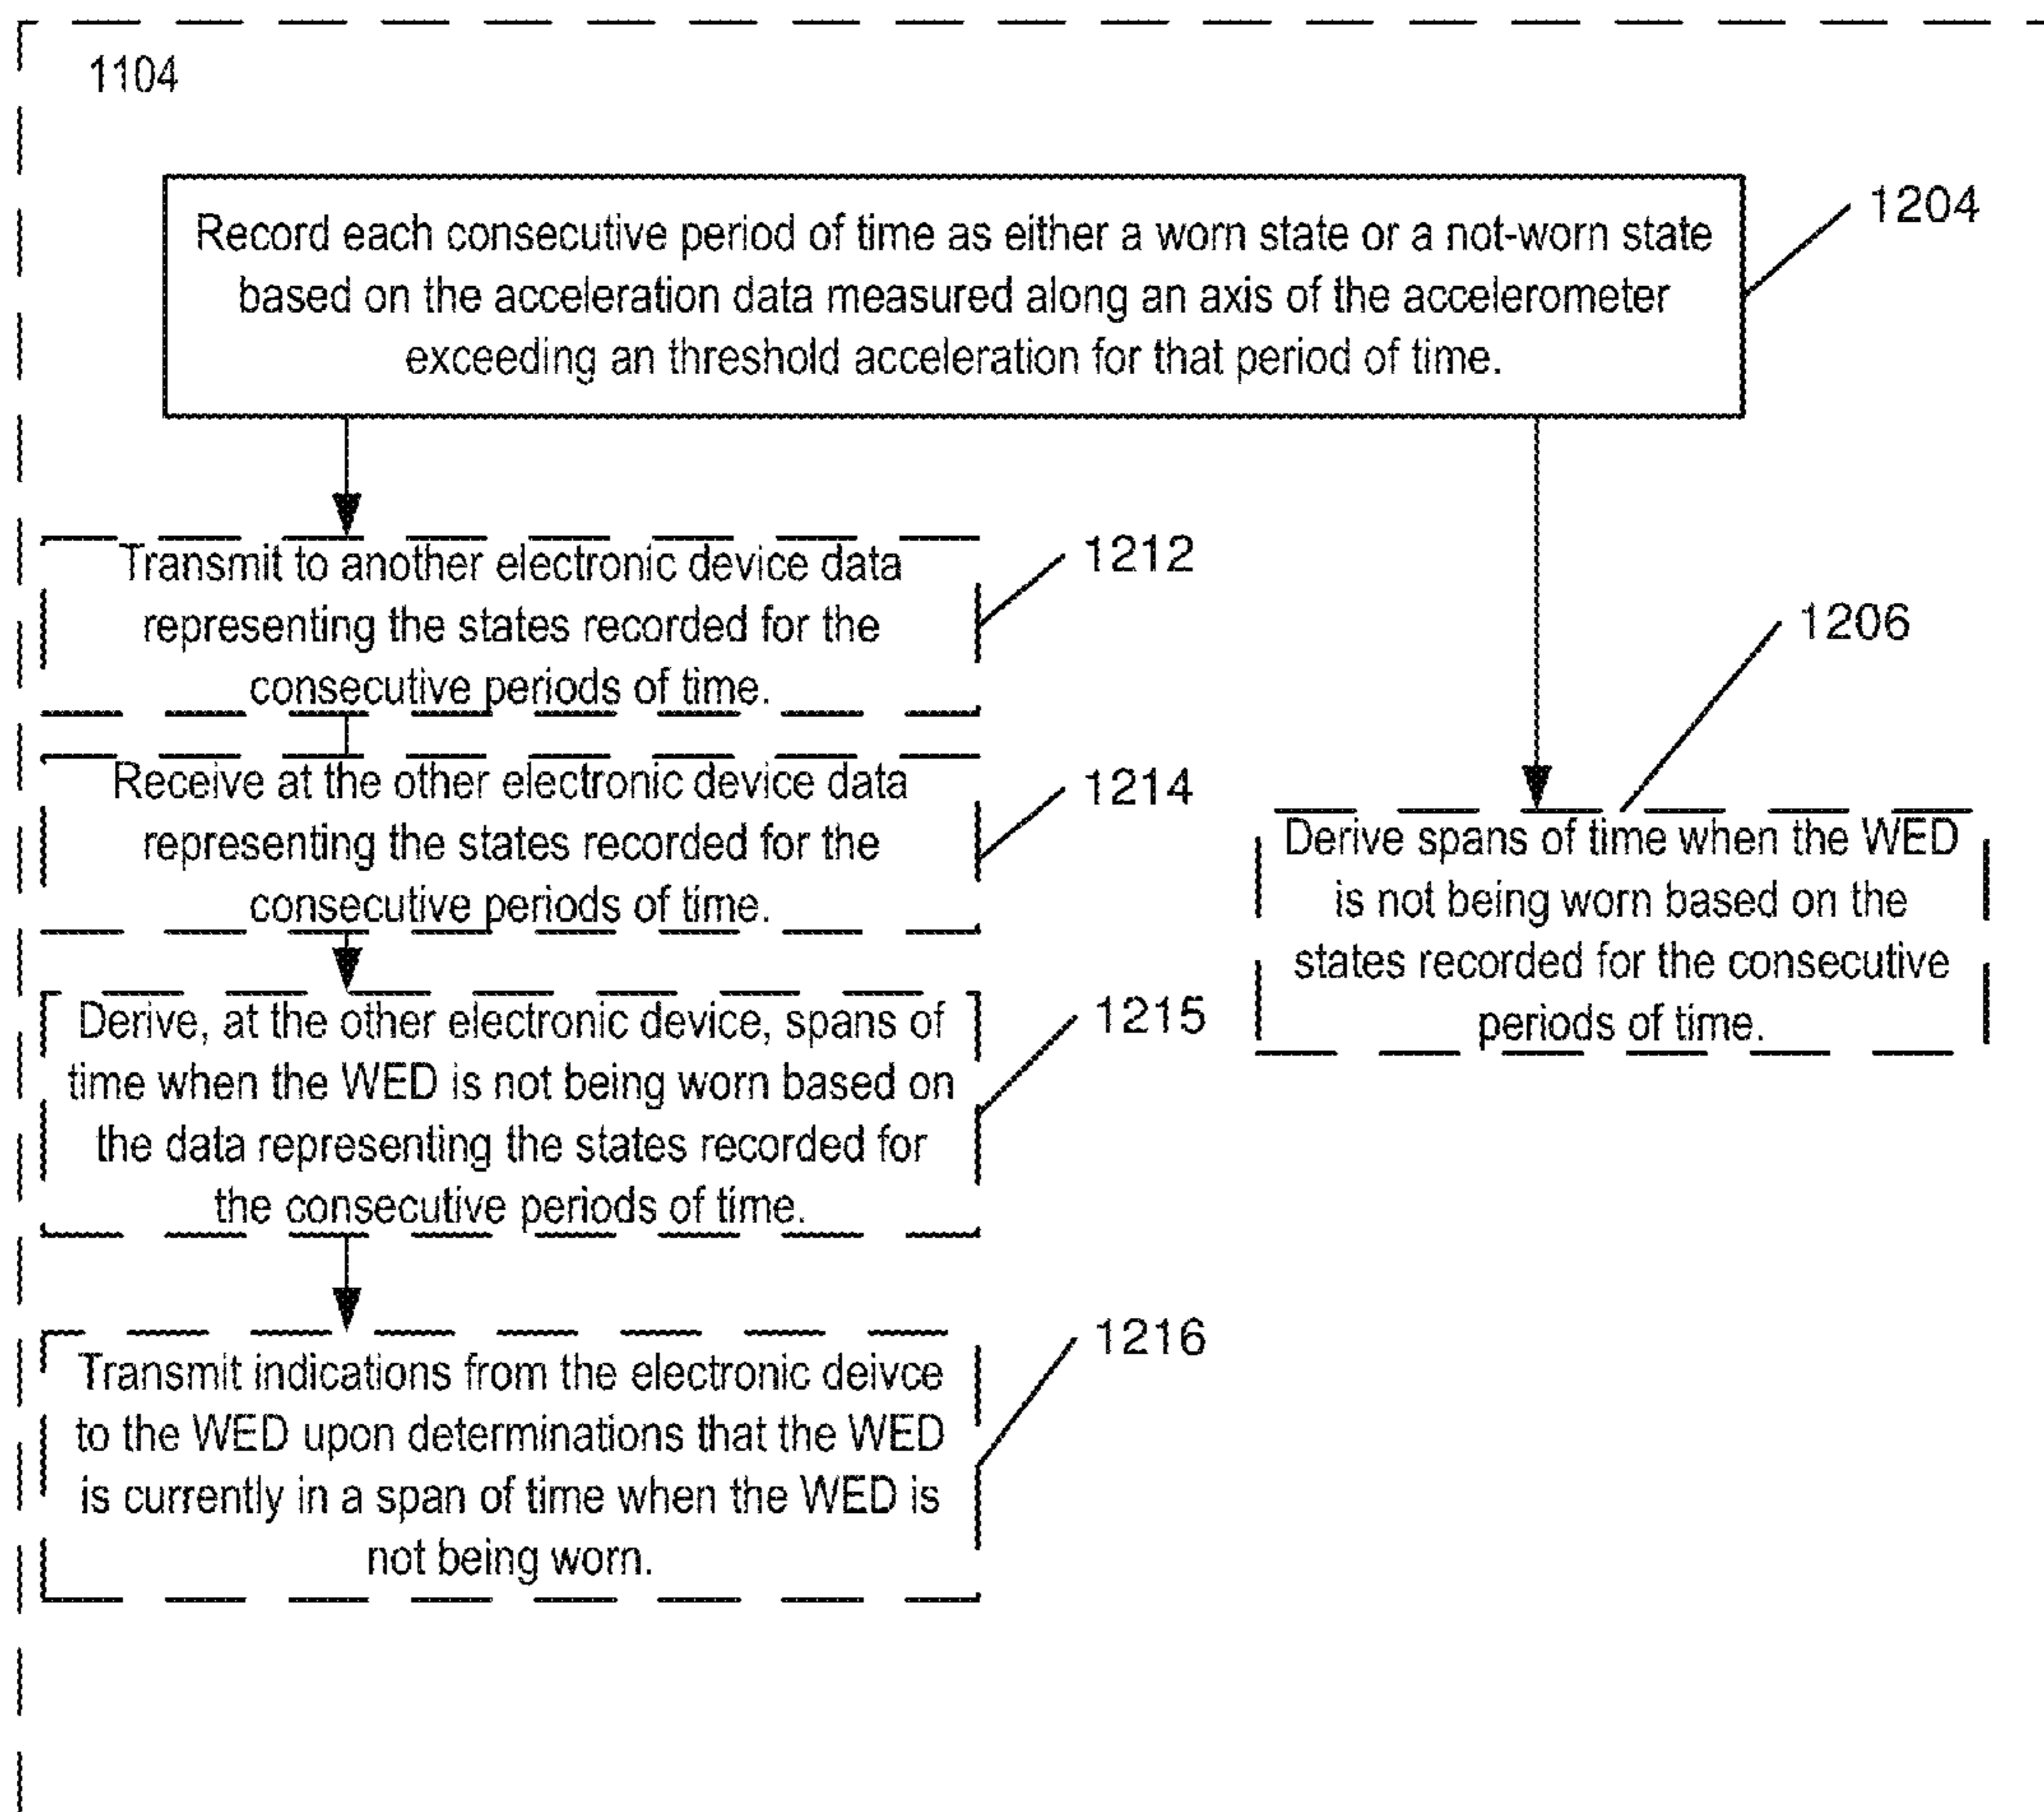 1104
Record each consecutive period of time as either a worn state or a not-worn state
based on the acceleration data measured along an axis of the accelerometer
exceeding an threshold acceleration for that period of time.
1204
Transmit to another electronic device data
representing the states recorded for the
consecutive periods of time.
1212
Receive at the other electronic device data
representing the states recorded for the
consecutive periods of time.
1214
Derive, at the other electronic device, spans of
time when the WED is not being worn based on
the data representing the states recorded for
the consecutive periods of time.
1215
Transmit indications from the electronic deivce
to the WED upon determinations that the WED
is currently in a span of time when the WED is
not being worn.
1216
1206
Derive spans of time when the WED
is not being worn based on the
states recorded for the consecutive
periods of time.